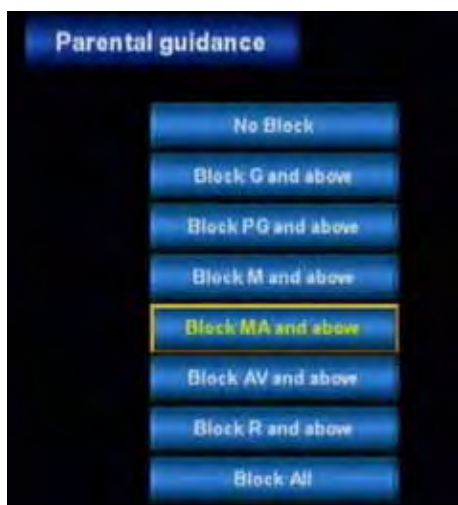 Parental guidance
No Block
Block G and above
Block PG and above
Block M and above
Block MA and above
Block AV and above
Block R and above
Block All